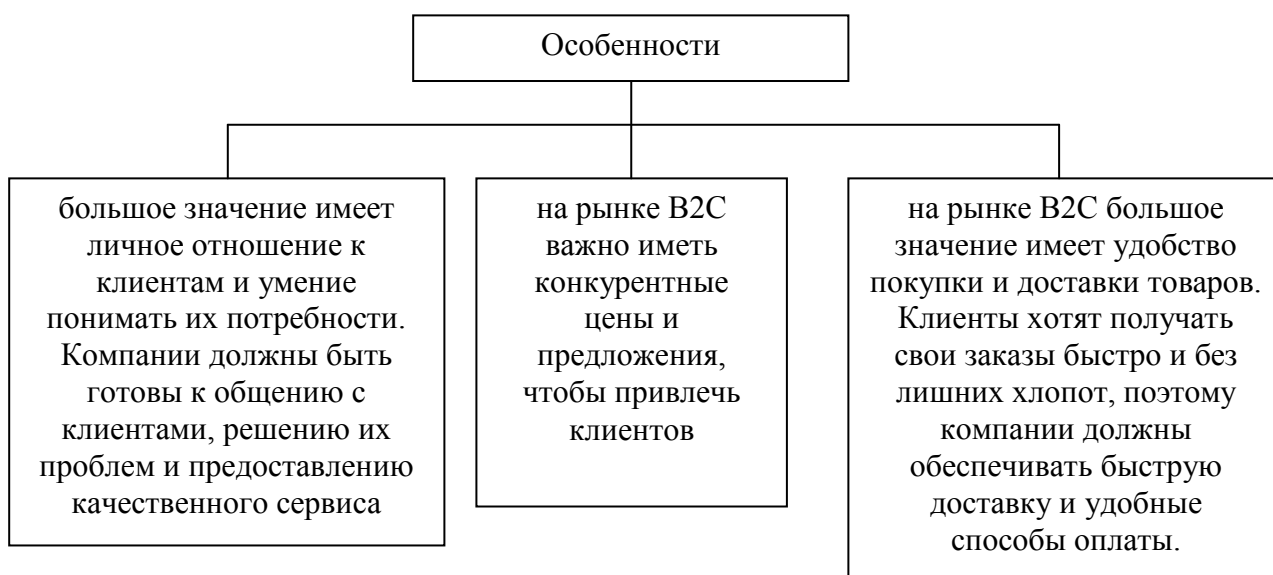 Особенности
большое значение имеет
личное отношение к
клиентам и умение
понимать их потребности.
Компании должны быть
готовы к общению с
клиентами, решению их
проблем и предоставлению
качественного сервиса
на рынке B2C
важно иметь
конкурентные
цены и
предложения,
чтобы привлечь
клиентов
на рынке B2C большое
значение имеет удобство
покупки и доставки товаров.
Клиенты хотят получать
свои заказы быстро и без
лишних хлопот, поэтому
компании должны
обеспечивать быструю
доставку и удобные
способы оплаты.